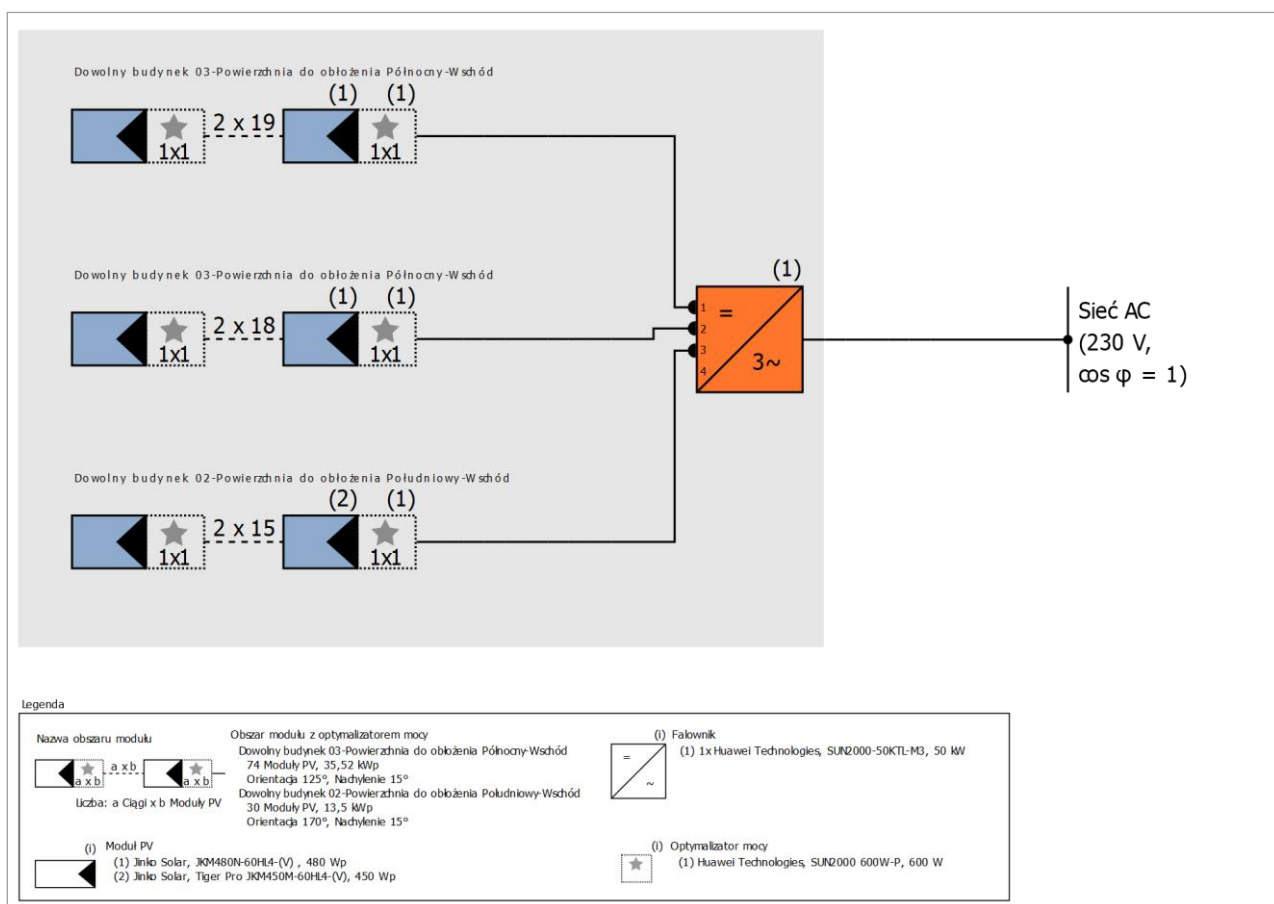 Dowolny budynek 03-Powierzchnia do obłożenia Północny-Wschód
(1) (1)
2 x 19
1x1 1x1
Dowolny budynek 03-Powierzchnia do obłożenia Północny-Wschód
(1) (1)
2 x 18
1x1 1x1
(1)
1
2
3
4
=
3~
Sieć AC
(230 V,
cos φ = 1)
Dowolny budynek 02-Powierzchnia do obłożenia Południowy-Wschód
(2) (1)
2 x 15
1x1 1x1
Legenda
Nazwa obszaru modułu
a x b
a x b a x b
Liczba: a Ciągi x b Moduły PV
Obszar modułu z optymalizatorem mocy
Dowolny budynek 03-Powierzchnia do obłożenia Północny-Wschód
74 Moduły PV, 35,52 kWp
Orientacja 125°, Nachylenie 15°
Dowolny budynek 02-Powierzchnia do obłożenia Południowy-Wschód
30 Moduły PV, 13,5 kWp
Orientacja 170°, Nachylenie 15°
(i) Falownik
=
~
(1) 1x Huawei Technologies, SUN2000-50KTL-M3, 50 kW
(i) Moduł PV
(1) Jinko Solar, JKM480N-60HL4-(V) , 480 Wp
(2) Jinko Solar, Tiger Pro JKM450M-60HL4-(V), 450 Wp
(i) Optymalizator mocy
(1) Huawei Technologies, SUN2000 600W-P, 600 W